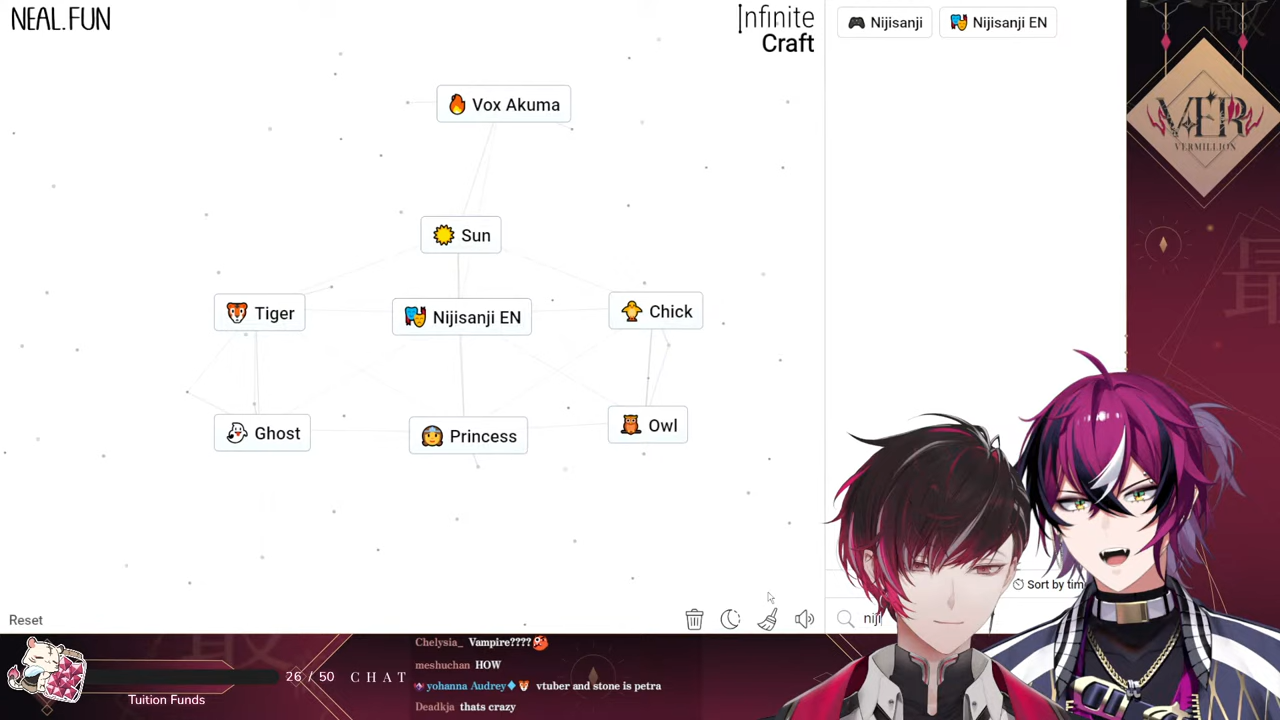 NEAL.FUN
Infinite
Craft
🎮 Nijisanji
🎭 Nijisanji EN
🔥 Vox Akuma
☀️ Sun
🐯 Tiger
🎭 Nijisanji EN
🐤 Chick
👻 Ghost
👸 Princess
🦉 Owl
VER
VERMILLION
Sort by tim
niji
Reset
26 / 50
CHAT
Tuition Funds
Chelysia_ Vampire????
meshuchan HOW
yohanna Audrey vtuber and stone is petra
Deadkja thats crazy